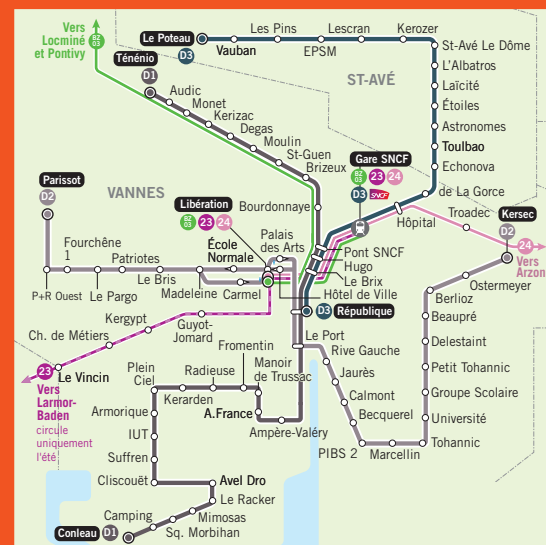 Vers
Locminé
et Pontivy
BZ
03
Le Poteau
D3
Vauban
Les Pins
EPSM
Lescran
Kerozer
St-Avé Le Dôme
L'Albatros
Laïcité
Étoiles
Astronomes
Toulbao
Echonova
de La Gorce
ST-AVÉ
Ténénio
D1
Audic
Monet
Kerizac
Degas
Moulin
St-Guen
Brizeux
Bourdonnaye
Gare SNCF
BZ
03
23
24
D3
SNCF
Hôpital
Troadec
Kersec
D2
24
Vers
Arzon
Parissot
D2
VANNES
Libération
BZ
03
23
24
École
Normale
Palais
des Arts
Pont SNCF
Hugo
Le Brix
Hôtel de Ville
D3
République
Fourchêne
1
Patriotes
P+R Ouest
Le Pargo
Le Bris
Madeleine
Carmel
Ostermeyer
Berlioz
Beaupré
Delestaint
Petit Tohannic
Groupe Scolaire
Université
Tohannic
Kergypt
Ch. de Métiers
Guyot-
Jomard
23
Le Vincin
Vers
Larmor-
Baden
circule
uniquement
l'été
Le Port
Rive Gauche
Jaurès
Calmont
Becquerel
PIBS 2
Marcellin
Fromentin
Manoir
de Trussac
Plein
Ciel
Radieuse
Kerarden
A.France
Ampère-Valéry
Armorique
IUT
Suffren
Cliscouët
Avel Dro
Le Racker
Mimosas
Camping
Sq. Morbihan
Conleau
D1